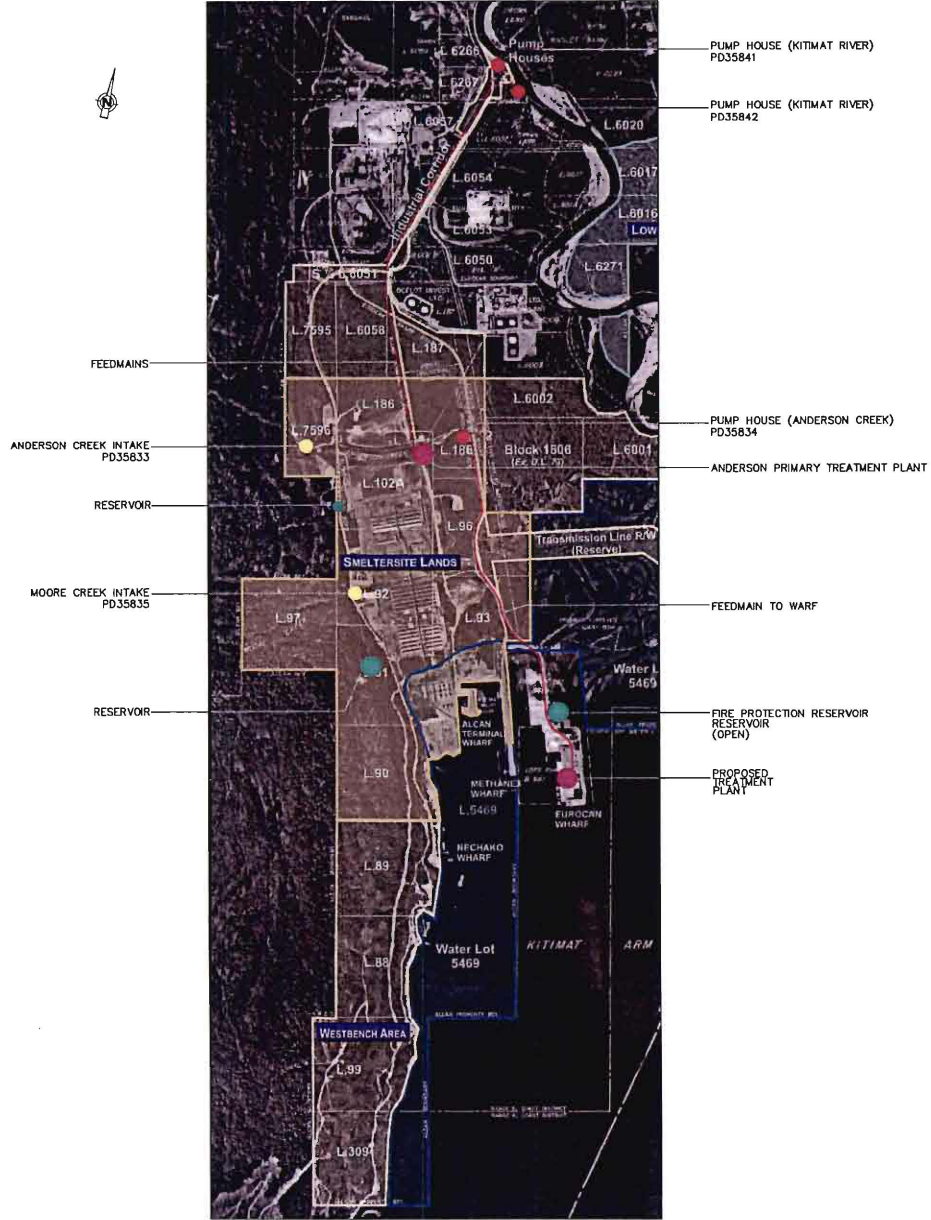 PUMP HOUSE (KITIMAT RIVER)
PD35841
PUMP HOUSE (KITIMAT RIVER)
PD35842
N
Pump
Houses
L.6266
L.6267
L.6057
L.6020
Industrial Corridor
L.6054
L.6017
L.6053
L.6016
LOW
L.6050
L.6271
L.6051
L.7595
L.6058
L.187
FEEDMAINS
L.186
L.6002
PUMP HOUSE (ANDERSON CREEK)
PD35834
L.7596
ANDERSON CREEK INTAKE
PD35833
L.186
Block 1606
L.6001
ANDERSON PRIMARY TREATMENT PLANT
L.102A
RESERVOIR
L.96
Transmission Line R/W
(Reserve)
SMELTERSITE LANDS
MOORE CREEK INTAKE
PD35835
L.92
L.97
L.93
FEEDMAIN TO WARF
Water L
5469
RESERVOIR
FIRE PROTECTION RESERVOIR
RESERVOIR
(OPEN)
ALCAN
TERMINAL
WHARF
L.90
METHANEX
WHARF
PROPOSED
TREATMENT
PLANT
L.5469
EUROCAN
WHARF
NECHAKO
WHARF
L.89
Water Lot
5469
KITIMAT ARM
L.88
WESTBENCH AREA
L.99
L.309